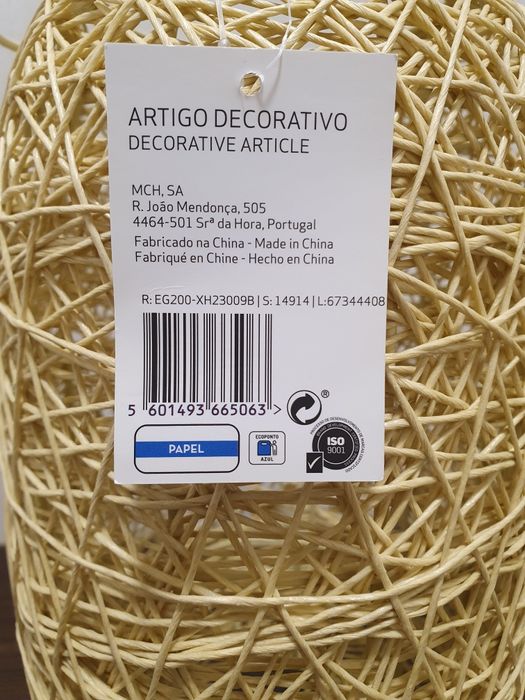 ARTIGO DECORATIVO
DECORATIVE ARTICLE
MCH, SA
R. João Mendonça, 505
4464-501 Srª da Hora, Portugal
Fabricado na China - Made in China
Fabriqué en Chine - Hecho en China
R: EG200-XH23009B | S: 14914 | L:67344408
5 601493 665063 >
®
PAPEL
ECOPONTO
AZUL
ISO
9001